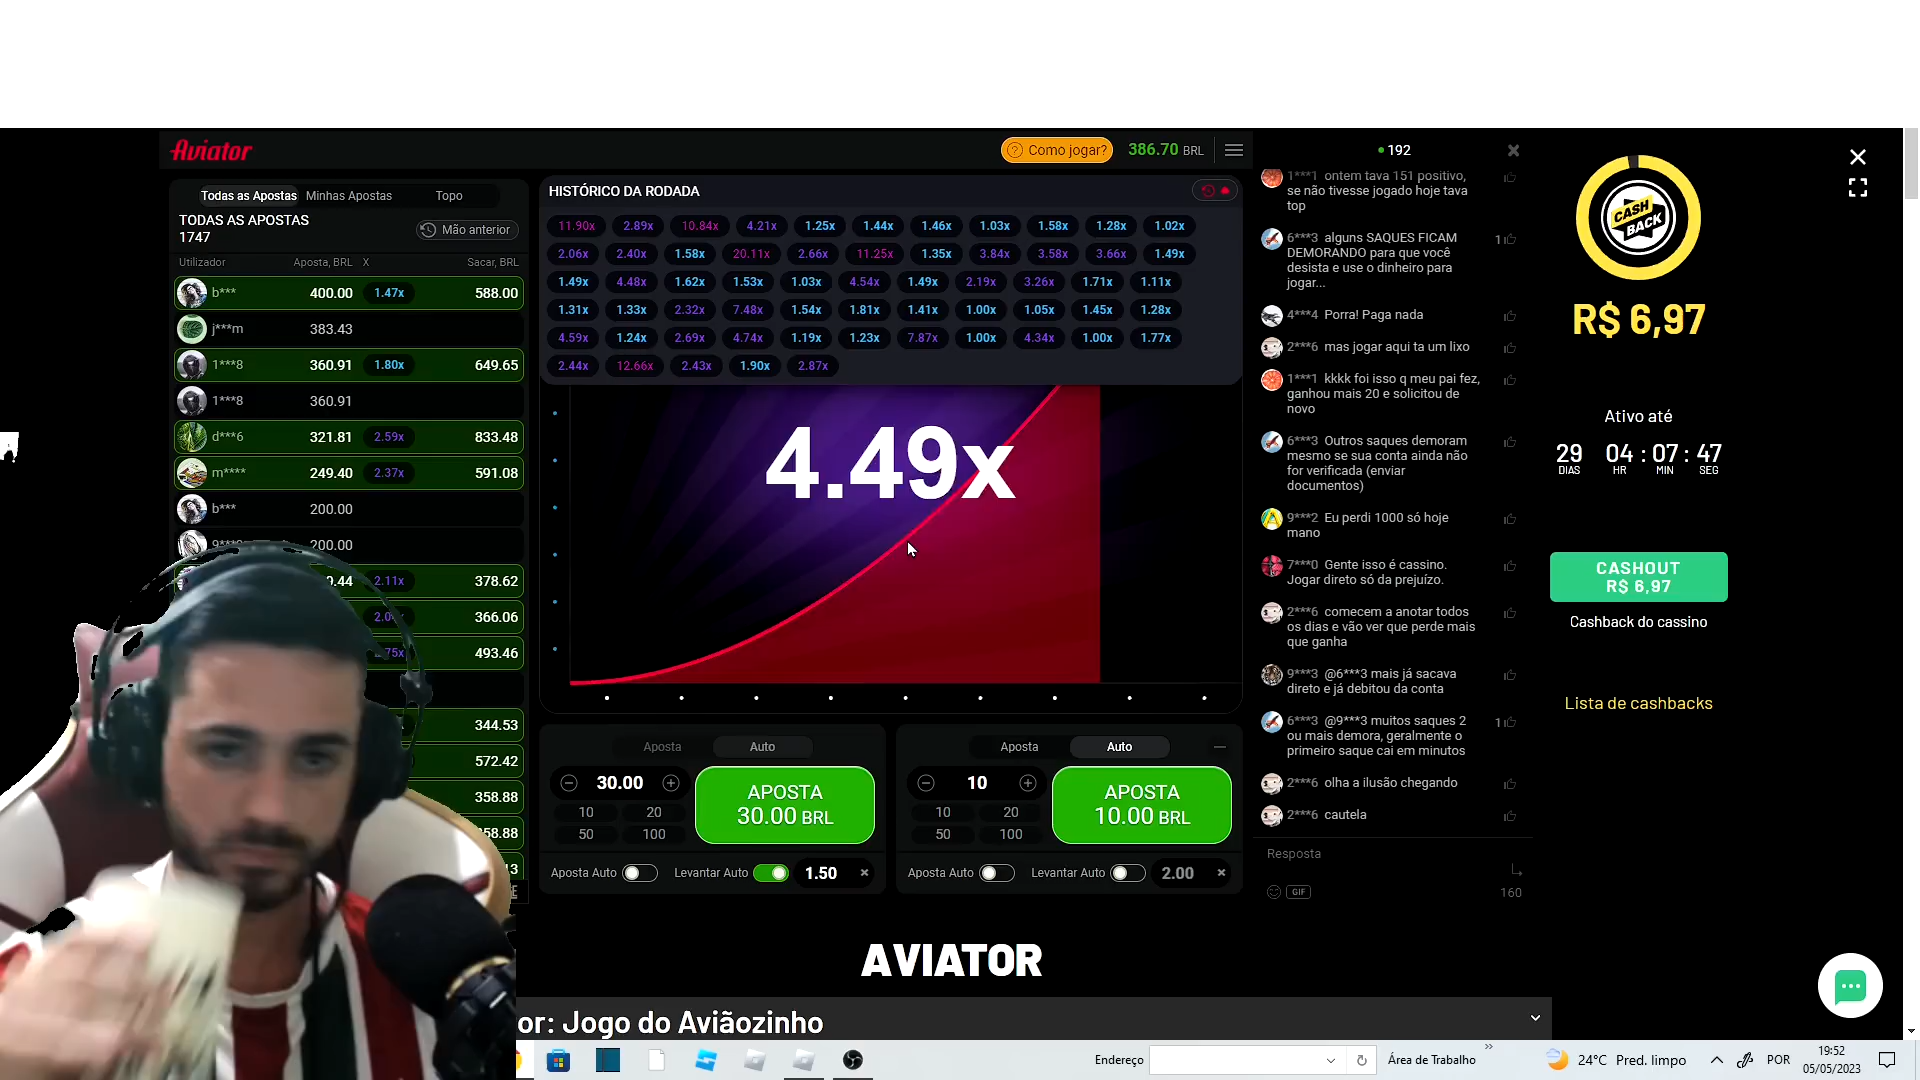 Aviator
Como jogar?
386.70 BRL
Todas as Apostas
Minhas Apostas
Topo
TODAS AS APOSTAS
1747
Mão anterior
Utilizador
Aposta, BRL
X
Sacar, BRL
b***
400.00
1.47x
588.00
j***m
383.43
1***8
360.91
1.80x
649.65
1***8
360.91
d***6
321.81
2.59x
833.48
m****
249.40
2.37x
591.08
b***
200.00
200.00
2.11x
378.62
366.06
493.46
344.53
572.42
358.88
HISTÓRICO DA RODADA
11.90x 2.89x 10.84x 4.21x 1.25x 1.44x 1.46x 1.03x 1.58x 1.28x 1.02x
2.06x 2.40x 1.58x 20.11x 2.66x 11.25x 1.35x 3.84x 3.58x 3.66x 1.49x
1.49x 4.48x 1.62x 1.53x 1.03x 4.54x 1.49x 2.19x 3.26x 1.71x 1.11x
1.31x 1.33x 2.32x 7.48x 1.54x 1.81x 1.41x 1.00x 1.05x 1.45x 1.28x
4.59x 1.24x 2.69x 4.74x 1.19x 1.23x 7.87x 1.00x 4.34x 1.00x 1.77x
2.44x 12.66x 2.43x 1.90x 2.87x
4.49x
Aposta
Auto
30.00
10
20
50
100
APOSTA
30.00 BRL
Aposta Auto
Levantar Auto
1.50
Aposta
Auto
10
10
20
50
100
APOSTA
10.00 BRL
Aposta Auto
Levantar Auto
2.00
AVIATOR
or: Jogo do Aviãozinho
192
1***1 ontem tava 151 positivo,
se não tivesse jogado hoje tava
top
6***3 alguns SAQUES FICAM
DEMORANDO para que você
desista e use o dinheiro para
jogar...
1
4***4 Porra! Paga nada
2***6 mas jogar aqui ta um lixo
1***1 kkkk foi isso q meu pai fez,
ganhou mais 20 e solicitou de
novo
6***3 Outros saques demoram
mesmo se sua conta ainda não
for verificada (enviar
documentos)
9***2 Eu perdi 1000 só hoje
mano
7***0 Gente isso é cassino.
Jogar direto só da prejuízo.
2***6 comecem a anotar todos
os dias e vão ver que perde mais
que ganha
9***3 @6***3 mais já sacava
direto e já debitou da conta
6***3 @9***3 muitos saques 2
ou mais demora, geralmente o
primeiro saque cai em minutos
1
2***6 olha a ilusão chegando
2***6 cautela
Resposta
GIF
160
CASH
BACK
R$ 6,97
Ativo até
29 04 : 07 : 47
DIAS HR MIN SEG
CASHOUT
R$ 6,97
Cashback do cassino
Lista de cashbacks
Endereço
Área de Trabalho
»
24°C Pred. limpo
POR
19:52
05/05/2023